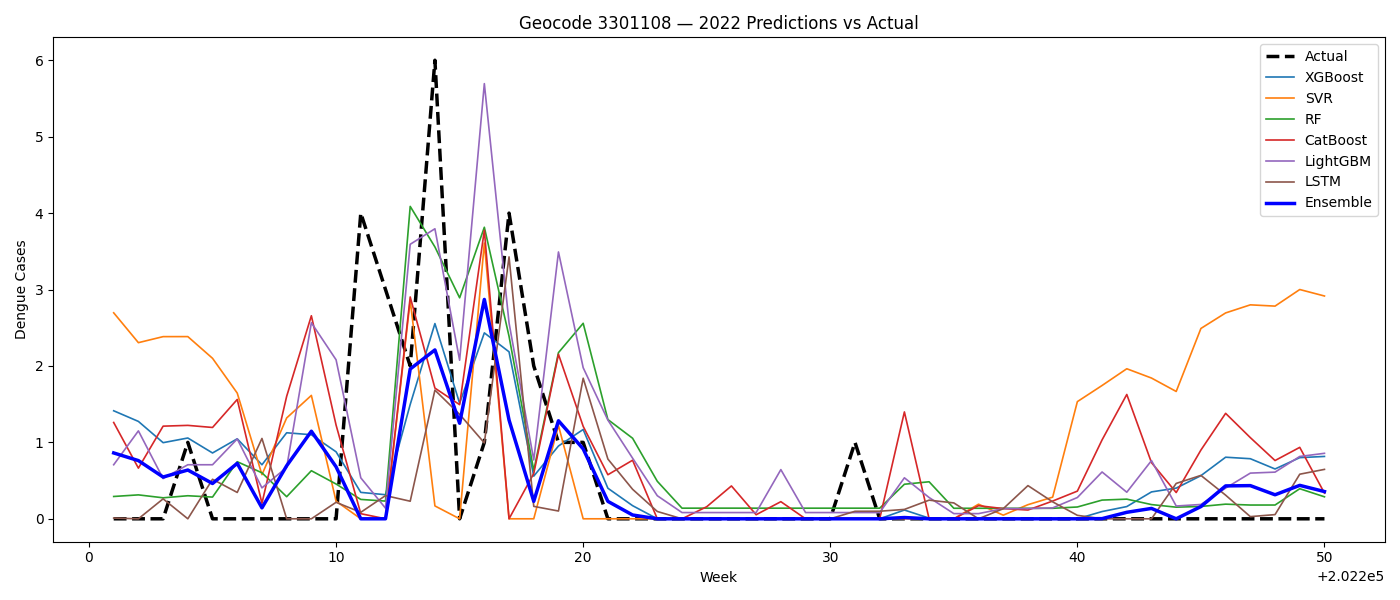 Geocode 3301108 — 2022 Predictions vs Actual
Dengue Cases
6
5
4
3
2
1
0
Actual
XGBoost
SVR
RF
CatBoost
LightGBM
LSTM
Ensemble
0 10 20 30 40 50
Week
+2.022e5